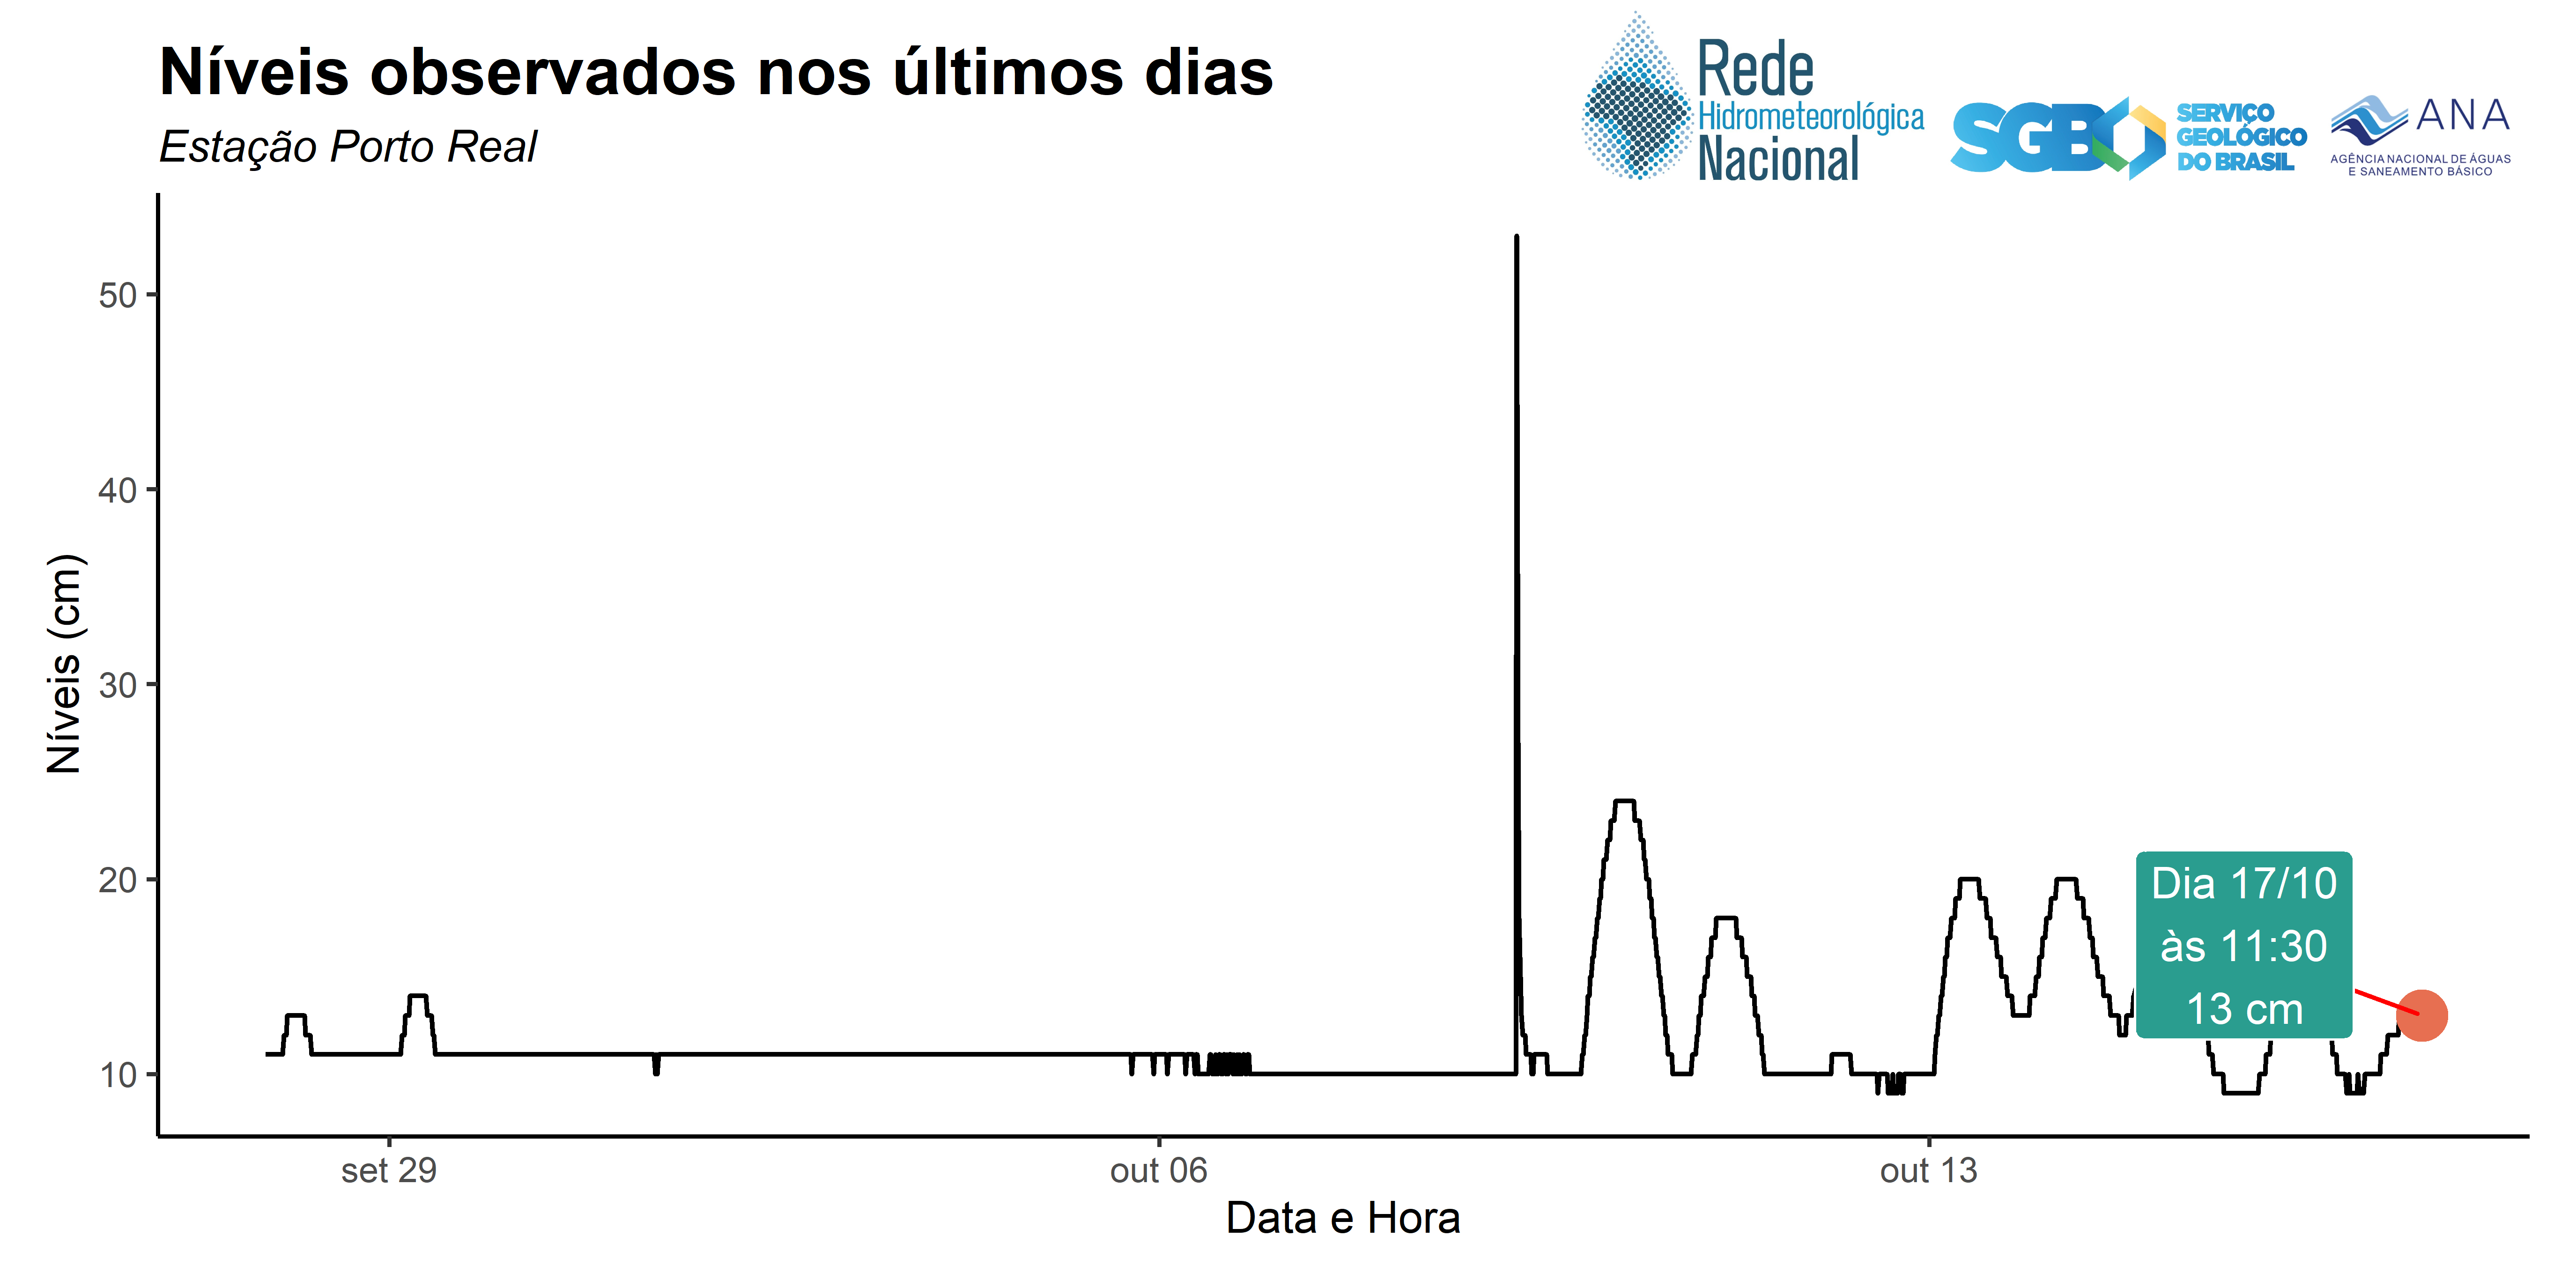 Níveis observados nos últimos dias
Estação Porto Real
Rede
Hidrometeorológica
Nacional
SGB
SERVIÇO
GEOLÓGICO
DO BRASIL
ANA
AGÊNCIA NACIONAL DE ÁGUAS
E SANEAMENTO BÁSICO
Níveis (cm)
50
40
30
20
10
Dia 17/10
às 11:30
13 cm
set 29
out 06
out 13
Data e Hora